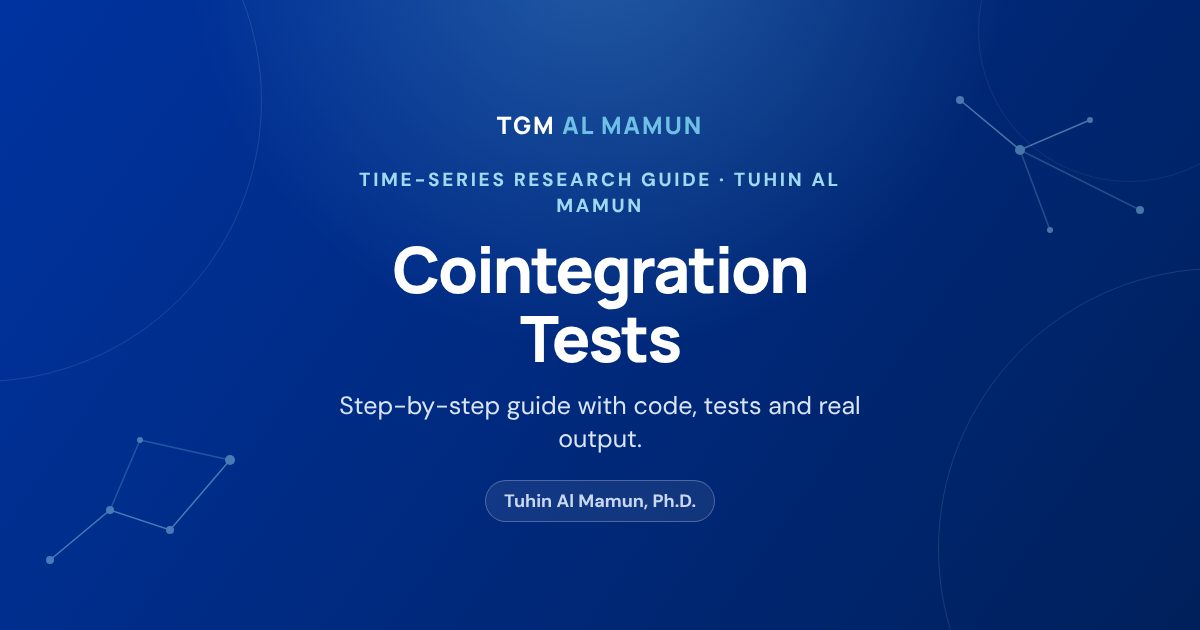 TGM AL MAMUN
TIME-SERIES RESEARCH GUIDE · TUHIN AL
MAMUN
Cointegration
Tests
Step-by-step guide with code, tests and real
output.
Tuhin Al Mamun, Ph.D.